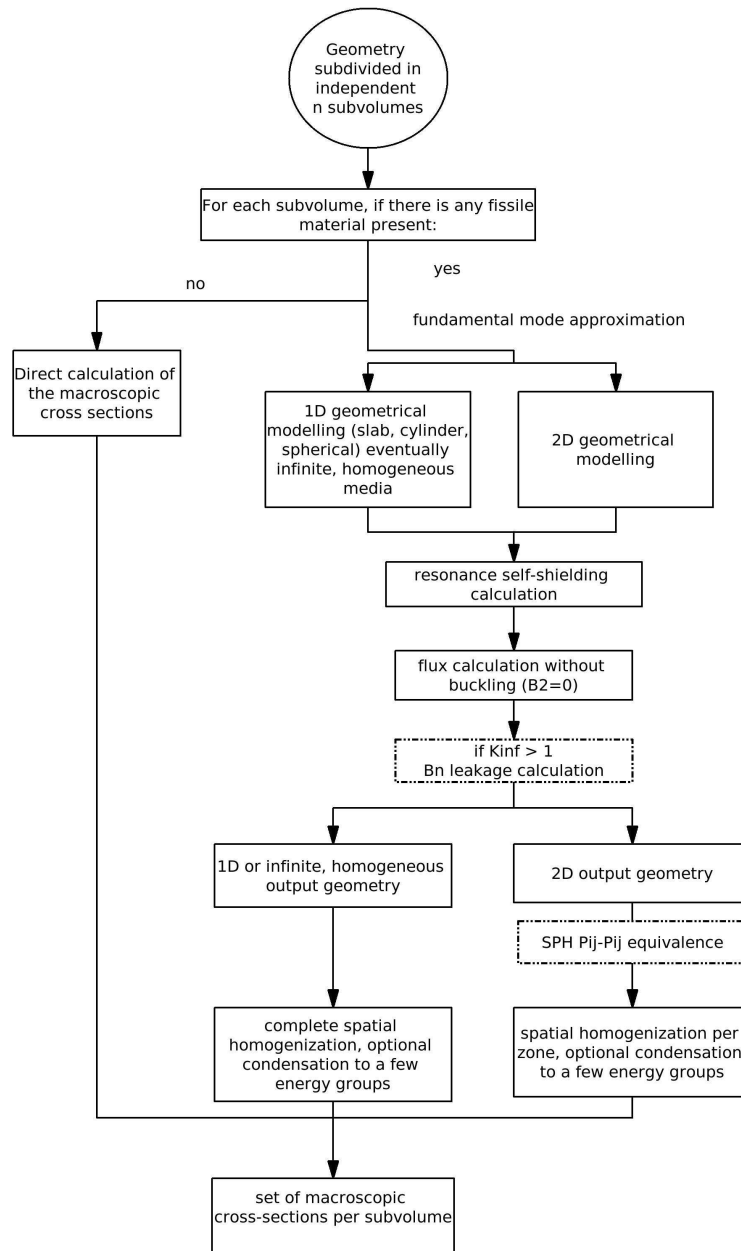 Geometry
subdivided in
independent
n subvolumes
For each subvolume, if there is any fissile
material present:
yes
no
fundamental mode approximation
Direct calculation of
the macroscopic
cross sections
1D geometrical
modelling (slab, cylinder,
spherical) eventually
infinite, homogeneous
media
2D geometrical
modelling
resonance self-shielding
calculation
flux calculation without
buckling (B2=0)
if Kinf > 1
Bn leakage calculation
1D or infinite, homogeneous
output geometry
2D output geometry
SPH Pij-Pij equivalence
complete spatial
homogenization, optional
condensation to a few
energy groups
spatial homogenization per
zone, optional condensation
to a few energy groups
set of macroscopic
cross-sections per subvolume